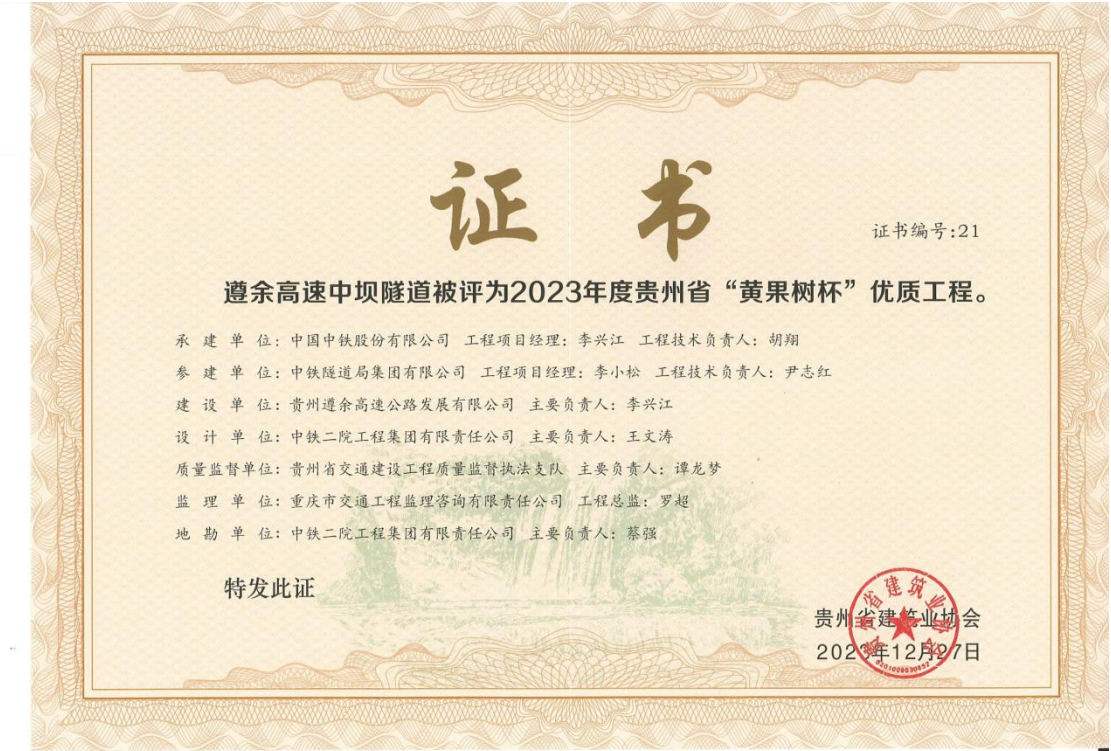 证书
证书编号:21
遵余高速中坝隧道被评为2023年度贵州省“黄果树杯”优质工程。
承建单位：中国中铁股份有限公司 工程项目经理：李兴江 工程技术负责人：胡翔
参建单位：中铁隧道局集团有限公司 工程项目经理：李小松 工程技术负责人：尹志红
建设单位：贵州遵余高速公路发展有限公司 主要负责人：李兴江
设计单位：中铁二院工程集团有限责任公司 主要负责人：王文涛
质量监督单位：贵州省交通建设工程质量监督执法支队 主要负责人：谭龙梦
监理单位：重庆市交通工程监理咨询有限责任公司 工程总监：罗超
地勘单位：中铁二院工程集团有限责任公司 主要负责人：蔡强
特发此证
贵州省建筑业协会
2023年12月27日
贵州省建筑业协会